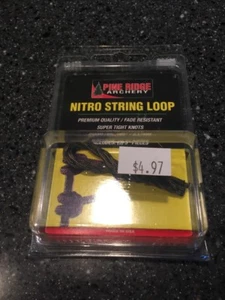 PINE RIDGE
ARCHERY
NITRO STRING LOOP
PREMIUM QUALITY / FADE RESISTANT
SUPER TIGHT KNOTS
$4.97